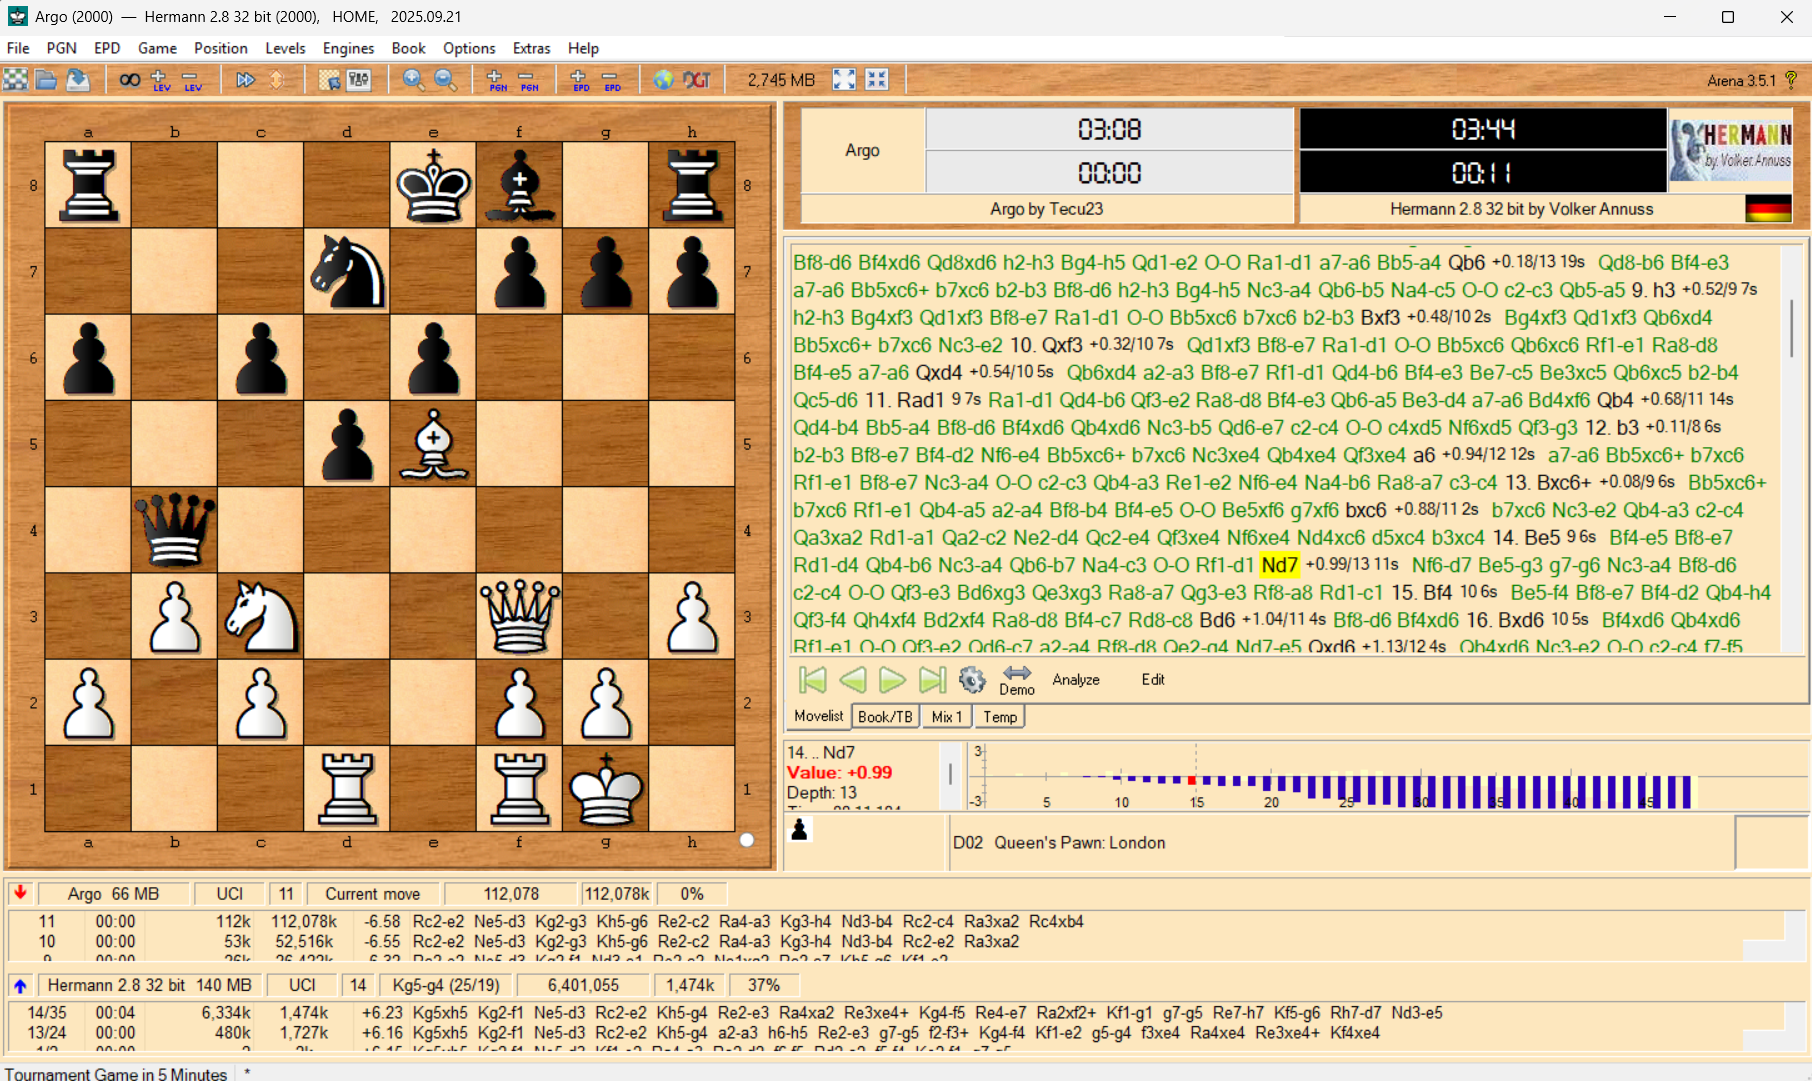 Argo (2000) — Hermann 2.8 32 bit (2000), HOME, 2025.09.21
File PGN EPD Game Position Levels Engines Book Options Extras Help
LEV LEV PGN PGN EPD EPD DGT 2,745 MB Arena 3.5.1 ?
a b c d e f g h
8 8
7 7
6 6
5 5
4 4
3 3
2 2
1 1
a b c d e f g h
Argo 03:08 03:44 HERMANN
00:00 00:11 by Volker Annuss
Argo by Tecu23 Hermann 2.8 32 bit by Volker Annuss
Bf8-d6 Bf4xd6 Qd8xd6 h2-h3 Bg4-h5 Qd1-e2 O-O Ra1-d1 a7-a6 Bb5-a4 Qb6 +0.18/13 19s Qd8-b6 Bf4-e3
a7-a6 Bb5xc6+ b7xc6 b2-b3 Bf8-d6 h2-h3 Bg4-h5 Nc3-a4 Qb6-b5 Na4-c5 O-O c2-c3 Qb5-a5 9. h3 +0.52/9 7s
h2-h3 Bg4xf3 Qd1xf3 Bf8-e7 Ra1-d1 O-O Bb5xc6 b7xc6 b2-b3 Bxf3 +0.48/10 2s Bg4xf3 Qd1xf3 Qb6xd4
Bb5xc6+ b7xc6 Nc3-e2 10. Qxf3 +0.32/10 7s Qd1xf3 Bf8-e7 Ra1-d1 O-O Bb5xc6 Qb6xc6 Rf1-e1 Ra8-d8
Bf4-e5 a7-a6 Qxd4 +0.54/10 5s Qb6xd4 a2-a3 Bf8-e7 Rf1-d1 Qd4-b6 Bf4-e3 Be7-c5 Be3xc5 Qb6xc5 b2-b4
Qc5-d6 11. Rad1 9 7s Ra1-d1 Qd4-b6 Qf3-e2 Ra8-d8 Bf4-e3 Qb6-a5 Be3-d4 a7-a6 Bd4xf6 Qb4 +0.68/11 14s
Qd4-b4 Bb5-a4 Bf8-d6 Bf4xd6 Qb4xd6 Nc3-b5 Qd6-e7 c2-c4 O-O c4xd5 Nf6xd5 Qf3-g3 12. b3 +0.11/8 6s
b2-b3 Bf8-e7 Bf4-d2 Nf6-e4 Bb5xc6+ b7xc6 Nc3xe4 Qb4xe4 Qf3xe4 a6 +0.94/12 12s a7-a6 Bb5xc6+ b7xc6
Rf1-e1 Bf8-e7 Nc3-a4 O-O c2-c3 Qb4-a3 Re1-e2 Nf6-e4 Na4-b6 Ra8-a7 c3-c4 13. Bxc6+ +0.08/9 6s Bb5xc6+
b7xc6 Rf1-e1 Qb4-a5 a2-a4 Bf8-b4 Bf4-e5 O-O Be5xf6 g7xf6 bxc6 +0.88/11 2s b7xc6 Nc3-e2 Qb4-a3 c2-c4
Qa3xa2 Rd1-a1 Qa2-c2 Ne2-d4 Qc2-e4 Qf3xe4 Nf6xe4 Nd4xc6 d5xc4 b3xc4 14. Be5 9 6s Bf4-e5 Bf8-e7
Rd1-d4 Qb4-b6 Nc3-a4 Qb6-b7 Na4-c3 O-O Rf1-d1 Nd7 +0.99/13 11s Nf6-d7 Be5-g3 g7-g6 Nc3-a4 Bf8-d6
c2-c4 O-O Qf3-e3 Bd6xg3 Qe3xg3 Ra8-a7 Qg3-e3 Rf8-a8 Rd1-c1 15. Bf4 10 6s Be5-f4 Bf8-e7 Bf4-d2 Qb4-h4
Qf3-f4 Qh4xf4 Bd2xf4 Ra8-d8 Bf4-c7 Rd8-c8 Bd6 +1.04/11 4s Bf8-d6 Bf4xd6 16. Bxd6 10 5s Bf4xd6 Qb4xd6
Rf1-e1 O-O Qf3-e2 Qd6-c7 a2-a4 Rf8-d8 Qe2-g4 Nd7-e5 Qxd6 +1.13/12 4s Qb4xd6 Nc3-e2 O-O c2-c4 f7-f5
Demo Analyze Edit
Movelist Book/TB Mix 1 Temp
14. .. Nd7
Value: +0.99
Depth: 13
3
-3 5 10 15 20 25 30 35 40 45
D02 Queen's Pawn: London
Argo 66 MB UCI 11 Current move 112,078 112,078k 0%
11 00:00 112k 112,078k -6.58 Rc2-e2 Ne5-d3 Kg2-g3 Kh5-g6 Re2-c2 Ra4-a3 Kg3-h4 Nd3-b4 Rc2-c4 Ra3xa2 Rc4xb4
10 00:00 53k 52,516k -6.55 Rc2-e2 Ne5-d3 Kg2-g3 Kh5-g6 Re2-c2 Ra4-a3 Kg3-h4 Nd3-b4 Rc2-e2 Ra3xa2
Hermann 2.8 32 bit 140 MB UCI 14 Kg5-g4 (25/19) 6,401,055 1,474k 37%
14/35 00:04 6,334k 1,474k +6.23 Kg5xh5 Kg2-f1 Ne5-d3 Rc2-e2 Kh5-g4 Re2-e3 Ra4xa2 Re3xe4+ Kg4-f5 Re4-e7 Ra2xf2+ Kf1-g1 g7-g5 Re7-h7 Kf5-g6 Rh7-d7 Nd3-e5
13/24 00:00 480k 1,727k +6.16 Kg5xh5 Kg2-f1 Ne5-d3 Rc2-e2 Kh5-g4 a2-a3 h6-h5 Re2-e3 g7-g5 f2-f3+ Kg4-f4 Kf1-e2 g5-g4 f3xe4 Ra4xe4 Re3xe4+ Kf4xe4
Tournament Game in 5 Minutes *